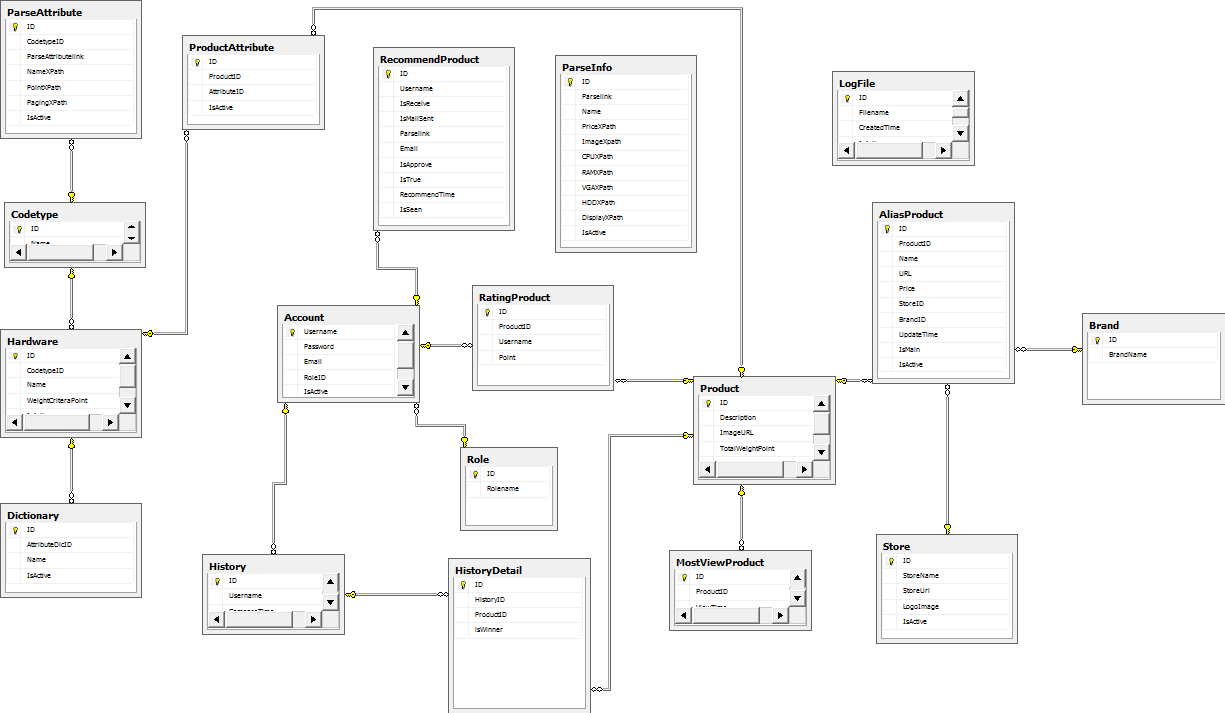 ParseAttribute
ID
CodetypeID
ParseAttributelink
NameXPath
PointXPath
PagingXPath
IsActive
ProductAttribute
ID
ProductID
AttributeID
IsActive
RecommendProduct
ID
Username
IsReceive
IsMailSent
Parselink
Email
IsApprove
IsTrue
RecommendTime
IsSeen
ParseInfo
ID
Parselink
Name
PriceXPath
ImageXpath
CPUXPath
RAMXPath
VGAXPath
HDDXPath
DisplayXPath
IsActive
LogFile
ID
Filename
CreatedTime
Codetype
ID
Name
AliasProduct
ID
ProductID
Name
URL
Price
StoreID
BrandID
UpdateTime
IsMain
IsActive
Hardware
ID
CodetypeID
Name
WeightCriteraPoint
Account
Username
Password
Email
RoleID
IsActive
RatingProduct
ID
ProductID
Username
Point
Brand
ID
BrandName
Product
ID
Description
ImageURL
TotalWeightPoint
Role
ID
Rolename
Dictionary
ID
AttributeDicID
Name
IsActive
History
ID
Username
HistoryDetail
ID
HistoryID
ProductID
isWinner
MostViewProduct
ID
ProductID
ViewTime
Store
ID
StoreName
StoreUrl
LogoImage
IsActive